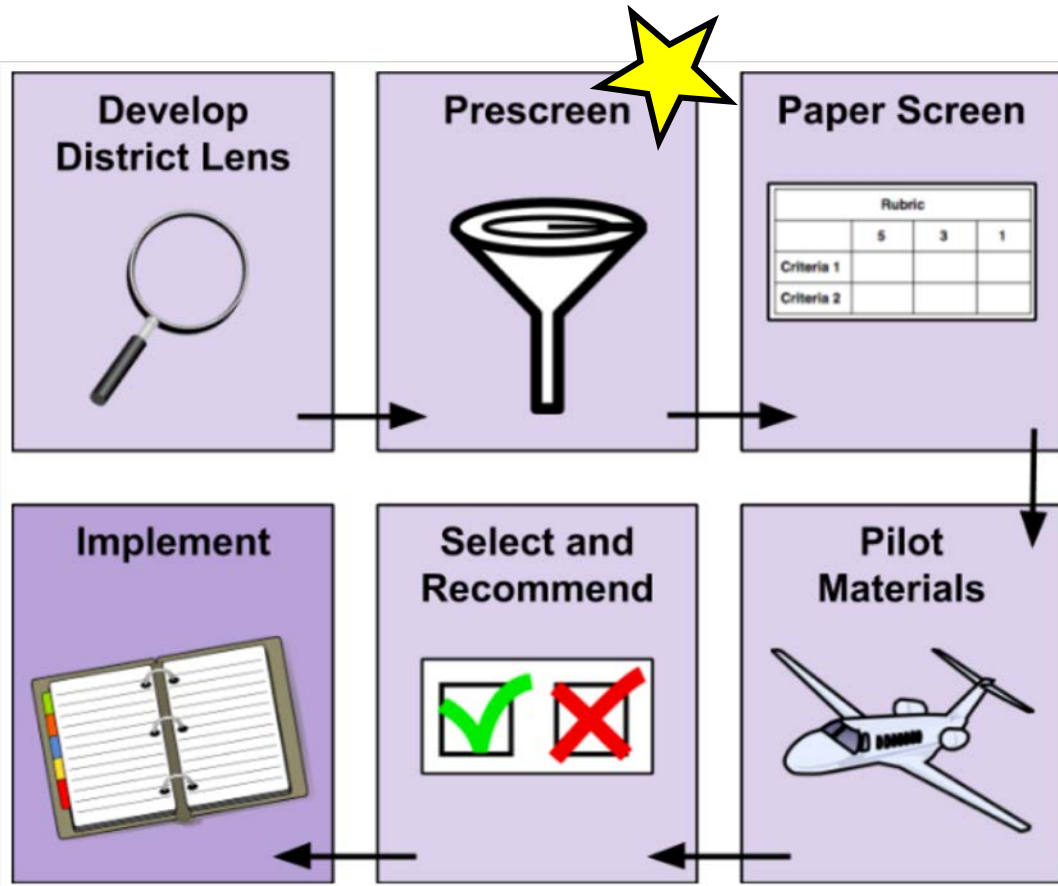 Develop
District Lens
Prescreen
Paper Screen
Rubric
5 3 1
Criteria 1
Criteria 2
Implement
Select and
Recommend
Pilot
Materials